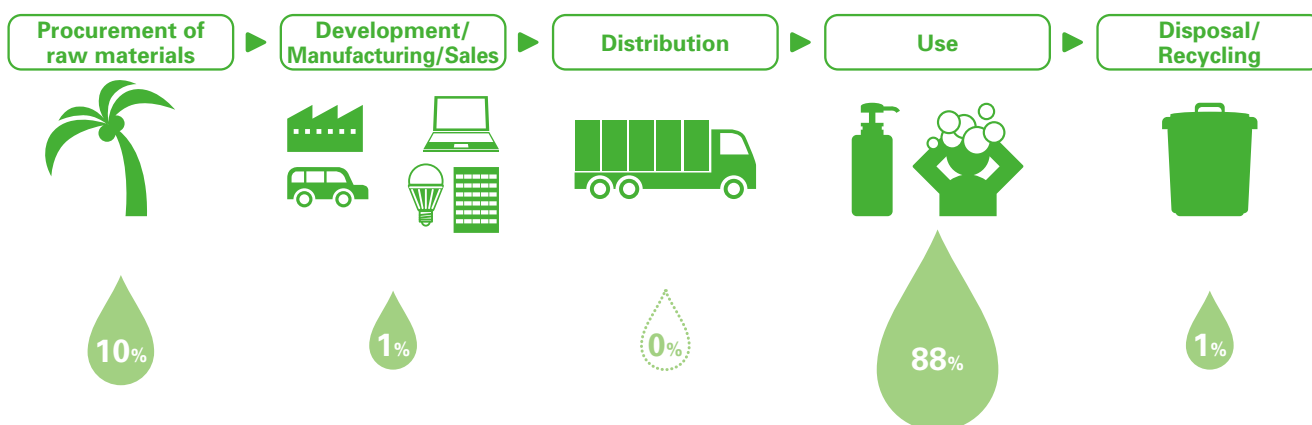 Procurement of
raw materials
Development/
Manufacturing/Sales
Distribution
Use
Disposal/
Recycling
10%
1%
0%
88%
1%